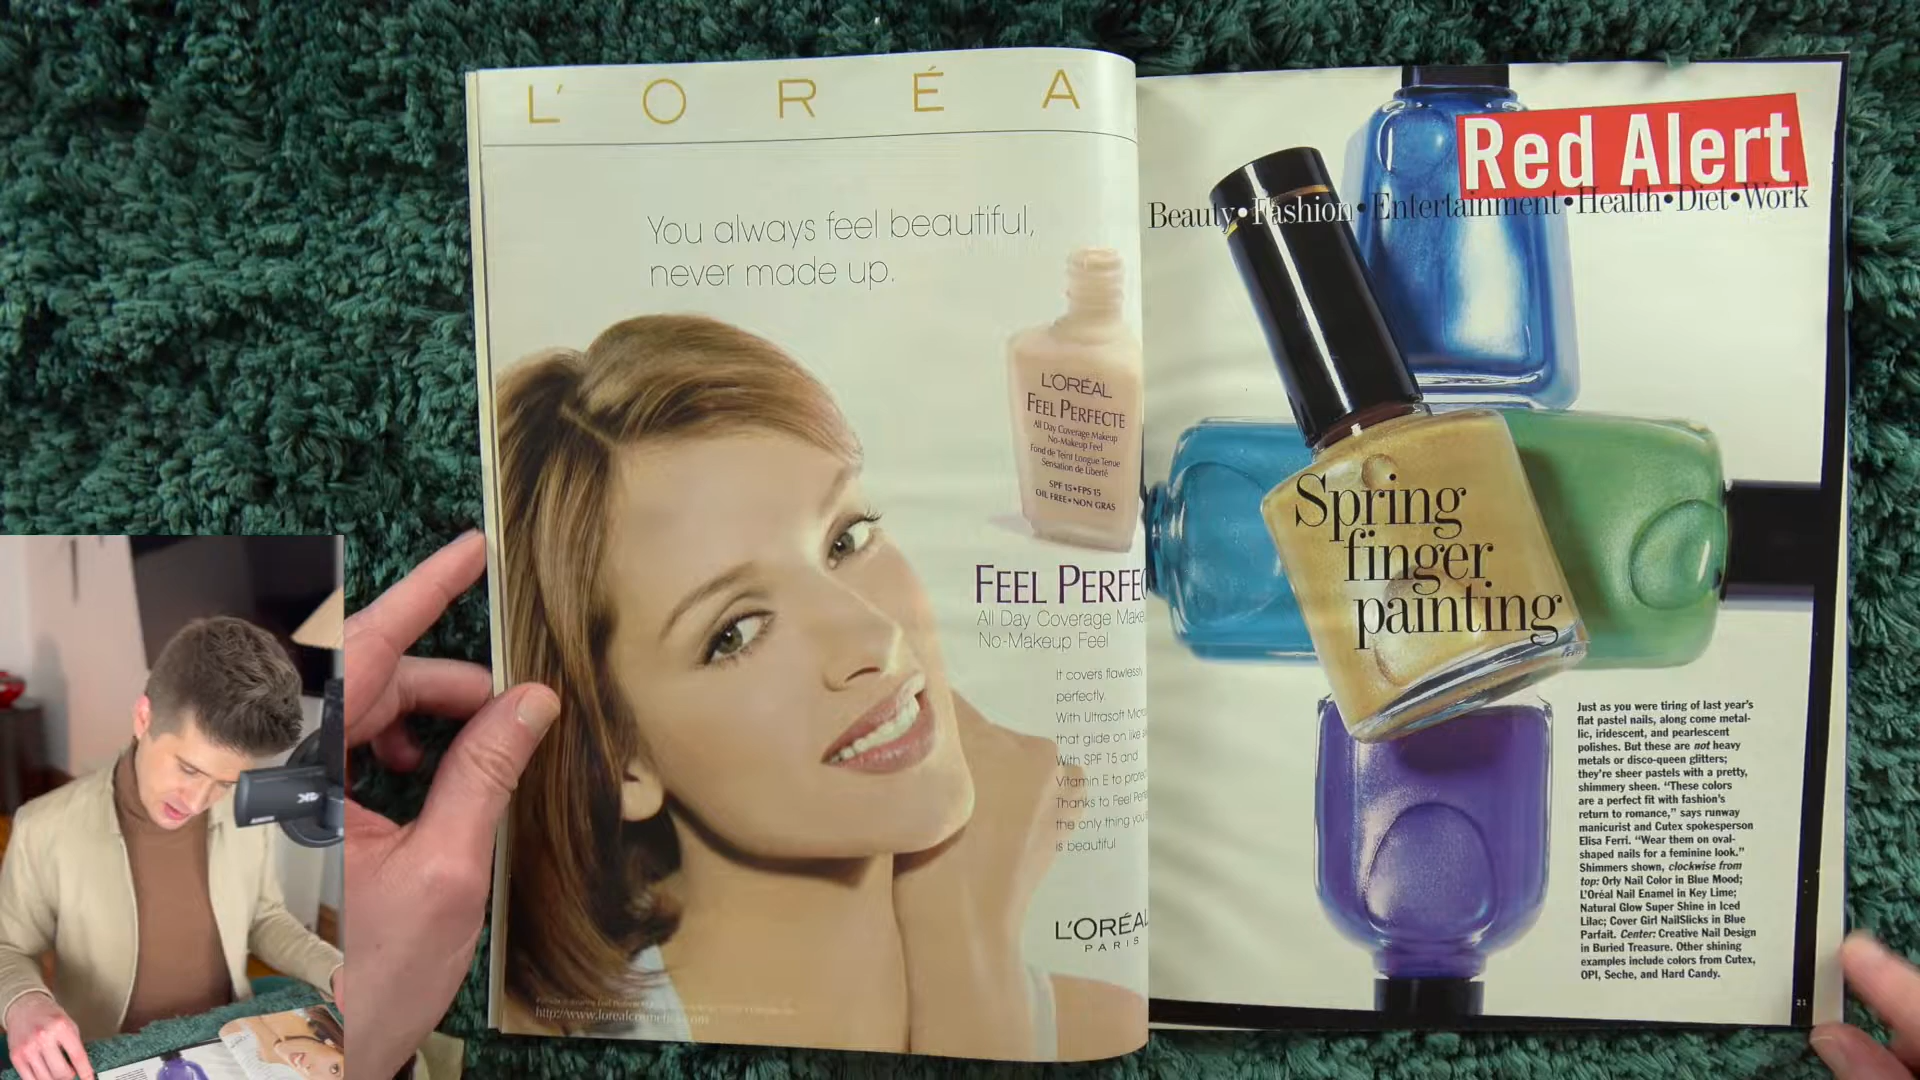 L'ORÉA
You always feel beautiful,
never made up.
L'ORÉAL
FEEL PERFECTE
All Day Coverage Makeup
No-Makeup Feel
Fond de Teint Longue Tenue
Sensation de Liberté
SPF 15•FPS 15
OIL FREE•NON GRAS
FEEL PERFEC
All Day Coverage Make
No-Makeup Feel
It covers flawless
perfectly.
With Ultrasoft Mic
that glide on like
With SPF 15 and
Vitamin E to prote
Thanks to Feel Per
the only thing you
is beautiful
L'ORÉAL
PARIS
Red Alert
Beauty•Fashion•Entertainment•Health•Diet•Work
Spring
finger
painting
Just as you were tiring of last year's
flat pastel nails, along come metal-
lic, iridescent, and pearlescent
polishes. But these are not heavy
metals or disco-queen glitters;
they're sheer pastels with a pretty,
shimmery sheen. "These colors
are a perfect fit with fashion's
return to romance," says runway
manicurist and Cutex spokesperson
Elisa Ferri. "Wear them on oval-
shaped nails for a feminine look."
Shimmers shown, clockwise from
top: Orly Nail Color in Blue Mood;
L'Oréal Nail Enamel in Key Lime;
Natural Glow Super Shine in Iced
Lilac; Cover Girl NailSlicks in Blue
Parfait. Center: Creative Nail Design
in Buried Treasure. Other shining
examples include colors from Cutex,
OPI, Seche, and Hard Candy.
21